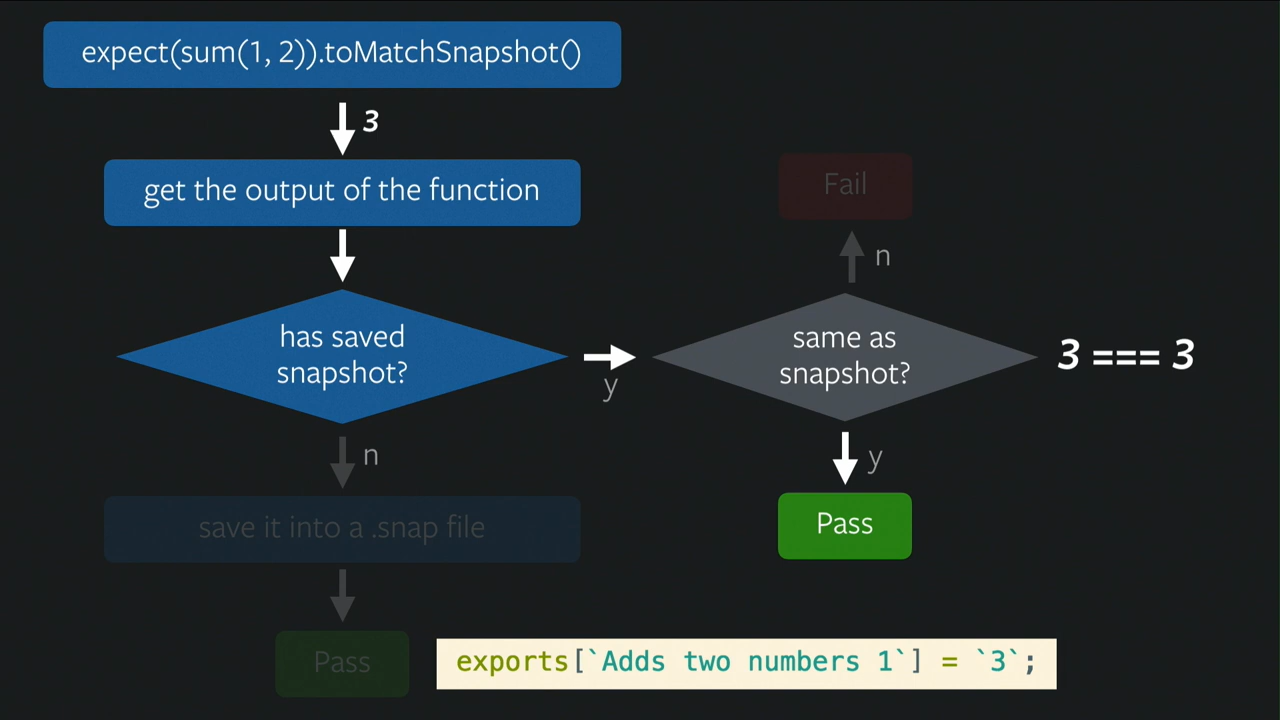 expect(sum(1, 2)).toMatchSnapshot()
3
get the output of the function
Fail
n
has saved
snapshot?
y
same as
snapshot?
3 === 3
n
y
save it into a .snap file
Pass
Pass
exports[`Adds two numbers 1`] = `3`;